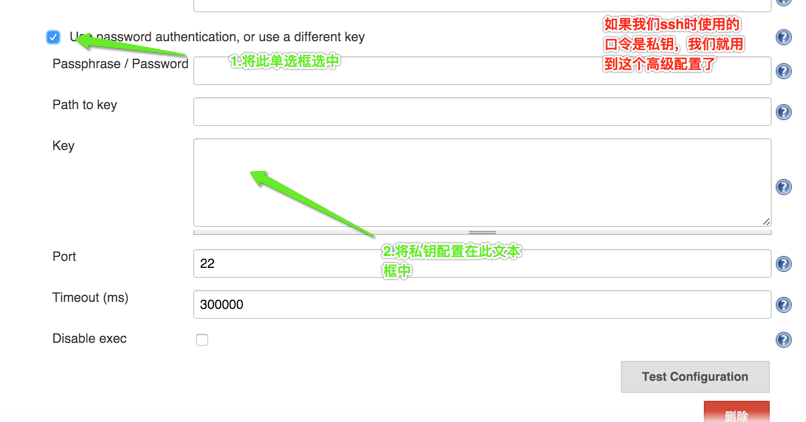 Use password authentication, or use a different key
如果我们ssh时使用的
口令是私钥，我们就用
到这个高级配置了
Passphrase / Password
1.将此单选框选中
Path to key
Key
2.将私钥配置在此文本
框中
Port
22
Timeout (ms)
300000
Disable exec
Test Configuration
删除